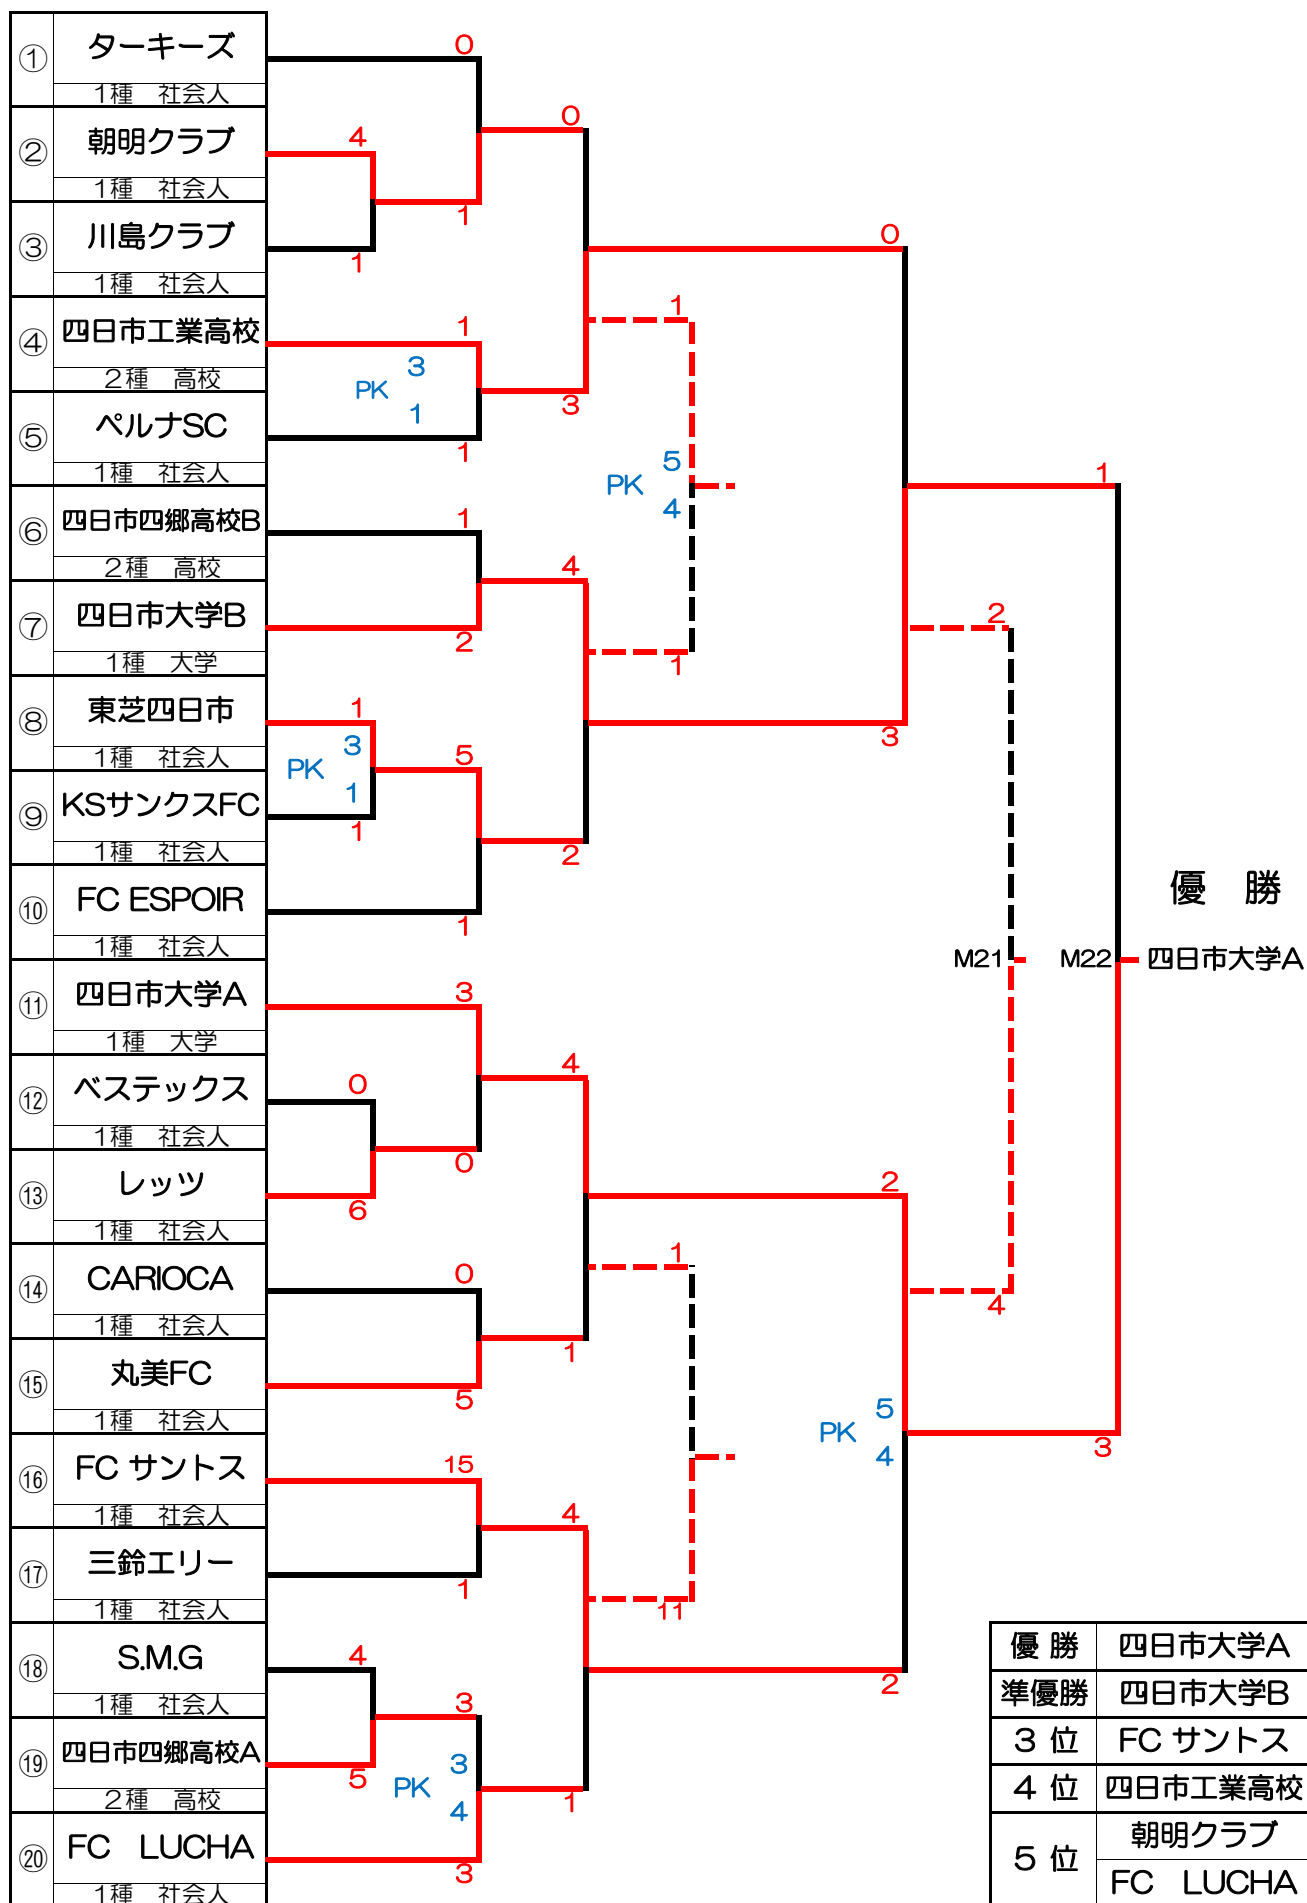 ① ターキーズ
1種 社会人
② 朝明クラブ
1種 社会人
③ 川島クラブ
1種 社会人
④ 四日市工業高校
2種 高校
⑤ ペルナSC
1種 社会人
⑥ 四日市四郷高校B
2種 高校
⑦ 四日市大学B
1種 大学
⑧ 東芝四日市
1種 社会人
⑨ KSサンクスFC
1種 社会人
⑩ FC ESPOIR
1種 社会人
⑪ 四日市大学A
1種 大学
⑫ ベステックス
1種 社会人
⑬ レッツ
1種 社会人
⑭ CARIOCA
1種 社会人
⑮ 丸美FC
1種 社会人
⑯ FC サントス
1種 社会人
⑰ 三鈴エリー
1種 社会人
⑱ S.M.G
1種 社会人
⑲ 四日市四郷高校A
2種 高校
⑳ FC LUCHA
1種 社会人
4
1
1
PK
3
1
1
0
6
4
5
0
1
1
PK
3
1
1
1
2
5
1
3
0
0
5
15
1
3
PK
3
4
3
0
3
4
2
4
1
4
1
1
PK
5
4
1
1
11
0
3
2
PK
5
4
2
2
M21
4
1
M22
3
優 勝
四日市大学A
優 勝 四日市大学A
準優勝 四日市大学B
3 位 FC サントス
4 位 四日市工業高校
5 位 朝明クラブ
FC LUCHA